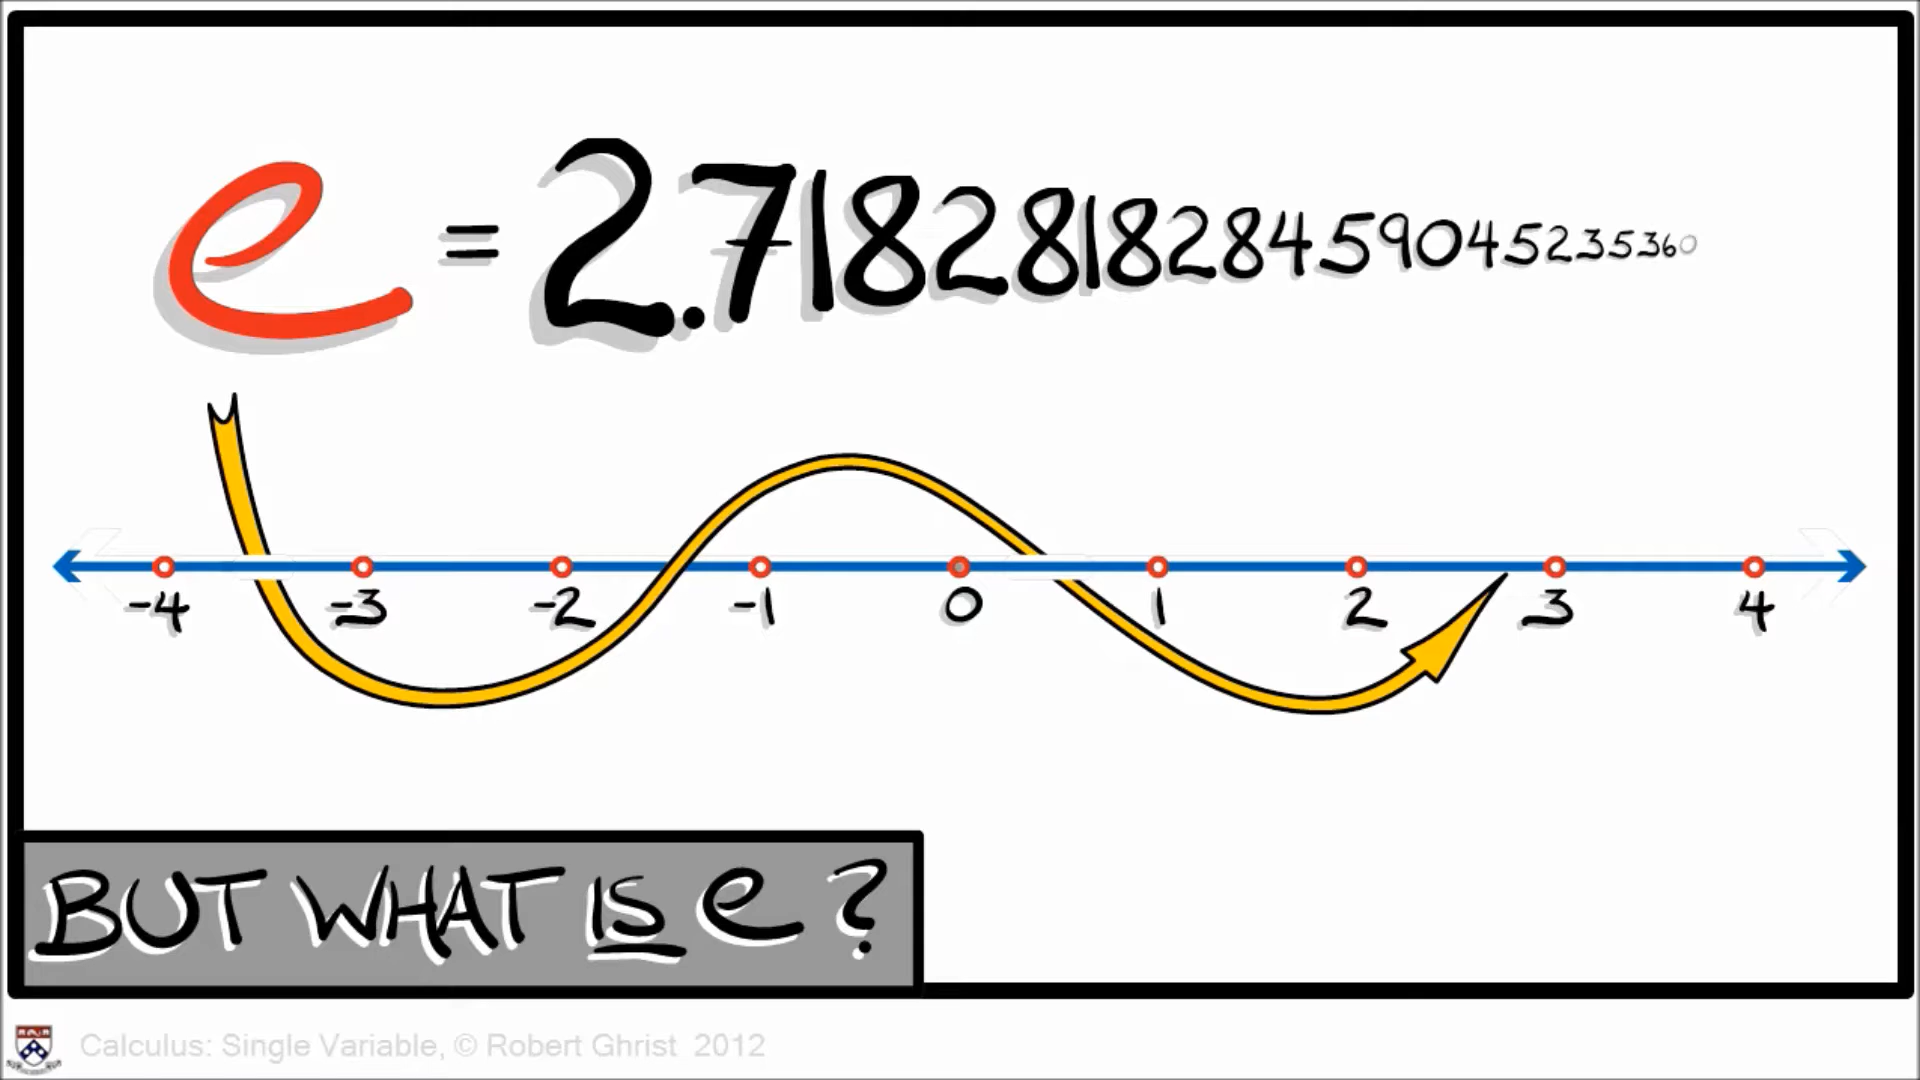 e = 2.718281828459045235360
-4 -3 -2 -1 0 1 2 3 4
BUT WHAT IS e ?
Calculus: Single Variable, © Robert Ghrist 2012